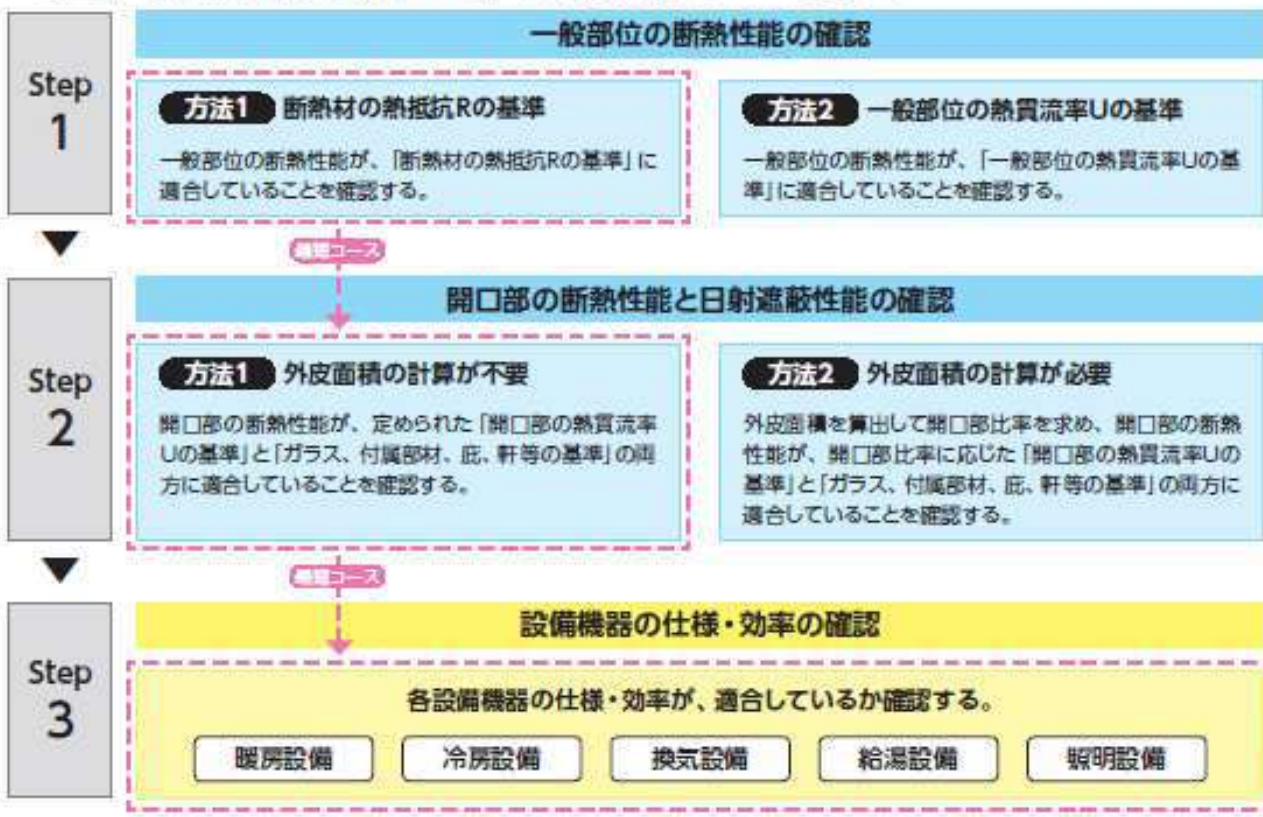 Step
1
一般部位の断熱性能の確認
方法1 断熱材の熱抵抗Rの基準
一般部位の断熱性能が、「断熱材の熱抵抗Rの基準」に
適合していることを確認する。
方法2 一般部位の熱貫流率Uの基準
一般部位の断熱性能が、「一般部位の熱貫流率Uの基
準」に適合していることを確認する。
最短コース
Step
2
開口部の断熱性能と日射遮蔽性能の確認
方法1 外皮面積の計算が不要
開口部の断熱性能が、定められた「開口部の熱貫流率
Uの基準」と「ガラス、付属部材、庇、軒等の基準」の両
方に適合していることを確認する。
方法2 外皮面積の計算が必要
外皮面積を算出して開口部比率を求め、開口部の断熱
性能が、開口部比率に応じた「開口部の熱貫流率Uの
基準」と「ガラス、付属部材、庇、軒等の基準」の両方に
適合していることを確認する。
最短コース
Step
3
設備機器の仕様・効率の確認
各設備機器の仕様・効率が、適合しているか確認する。
暖房設備
冷房設備
換気設備
給湯設備
照明設備